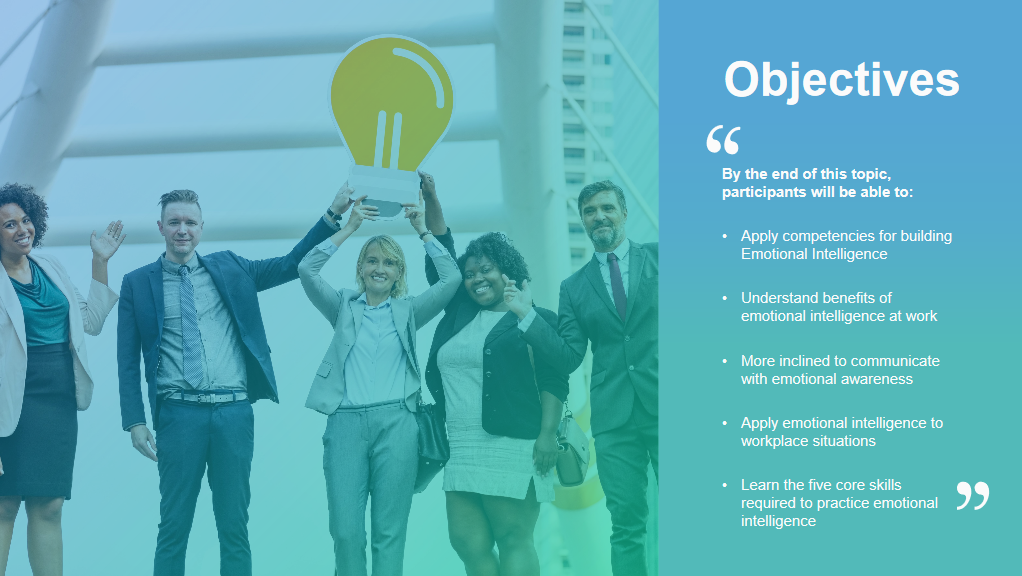 Objectives
“
By the end of this topic,
participants will be able to:
• Apply competencies for building
Emotional Intelligence
• Understand benefits of
emotional intelligence at work
• More inclined to communicate
with emotional awareness
• Apply emotional intelligence to
workplace situations
• Learn the five core skills
required to practice emotional
intelligence
”